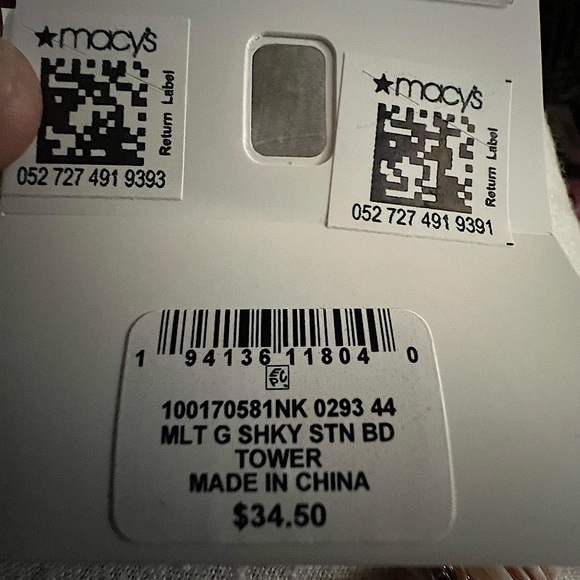 ★macy's
Return Label
052 727 491 9393
★macy's
Return Label
052 727 491 9391
1 94136 11804 0
100170581NK 0293 44
MLT G SHKY STN BD
TOWER
MADE IN CHINA
$34.50